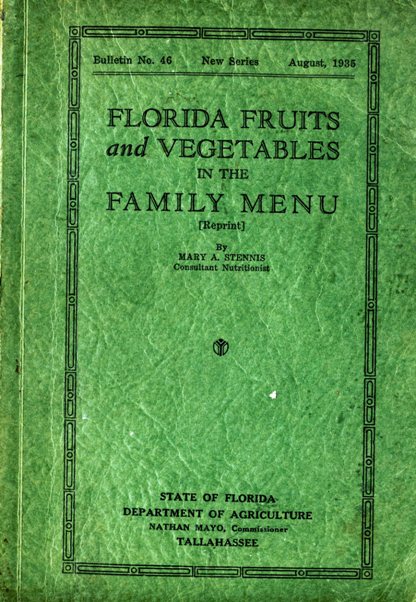 Bulletin No. 46 New Series August, 1935
FLORIDA FRUITS
and VEGETABLES
IN THE
FAMILY MENU
[Reprint]
By
MARY A. STENNIS
Consultant Nutritionist
STATE OF FLORIDA
DEPARTMENT OF AGRICULTURE
NATHAN MAYO, Commissioner
TALLAHASSEE